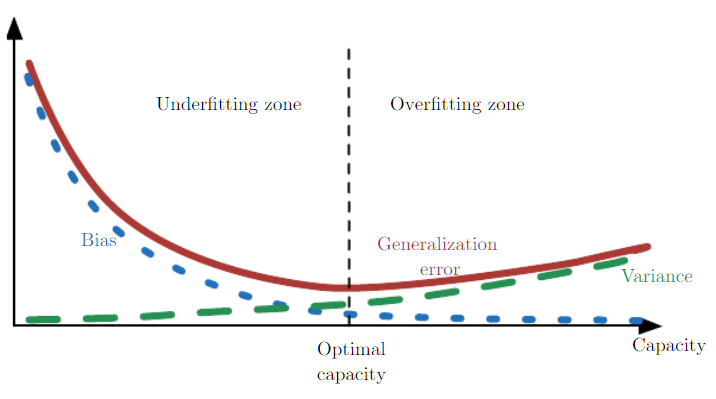 Underfitting zone
Overfitting zone
Bias
Generalization
error
Variance
Optimal
capacity
Capacity